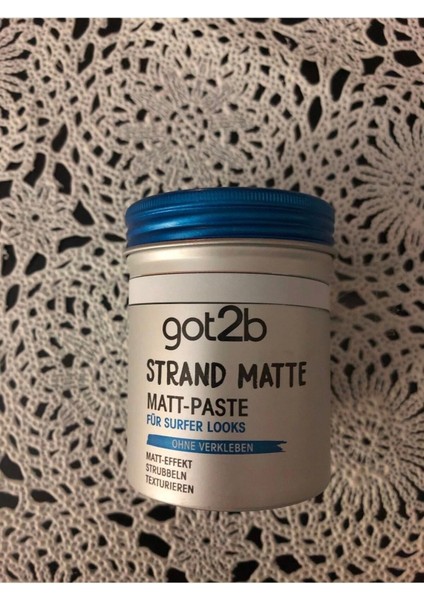 got2b
STRAND MATTE
MATT-PASTE
FÜR SURFER LOOKS
OHNE VERKLEBEN
MATT-EFFEKT
STRUBBELN
TEXTURIEREN